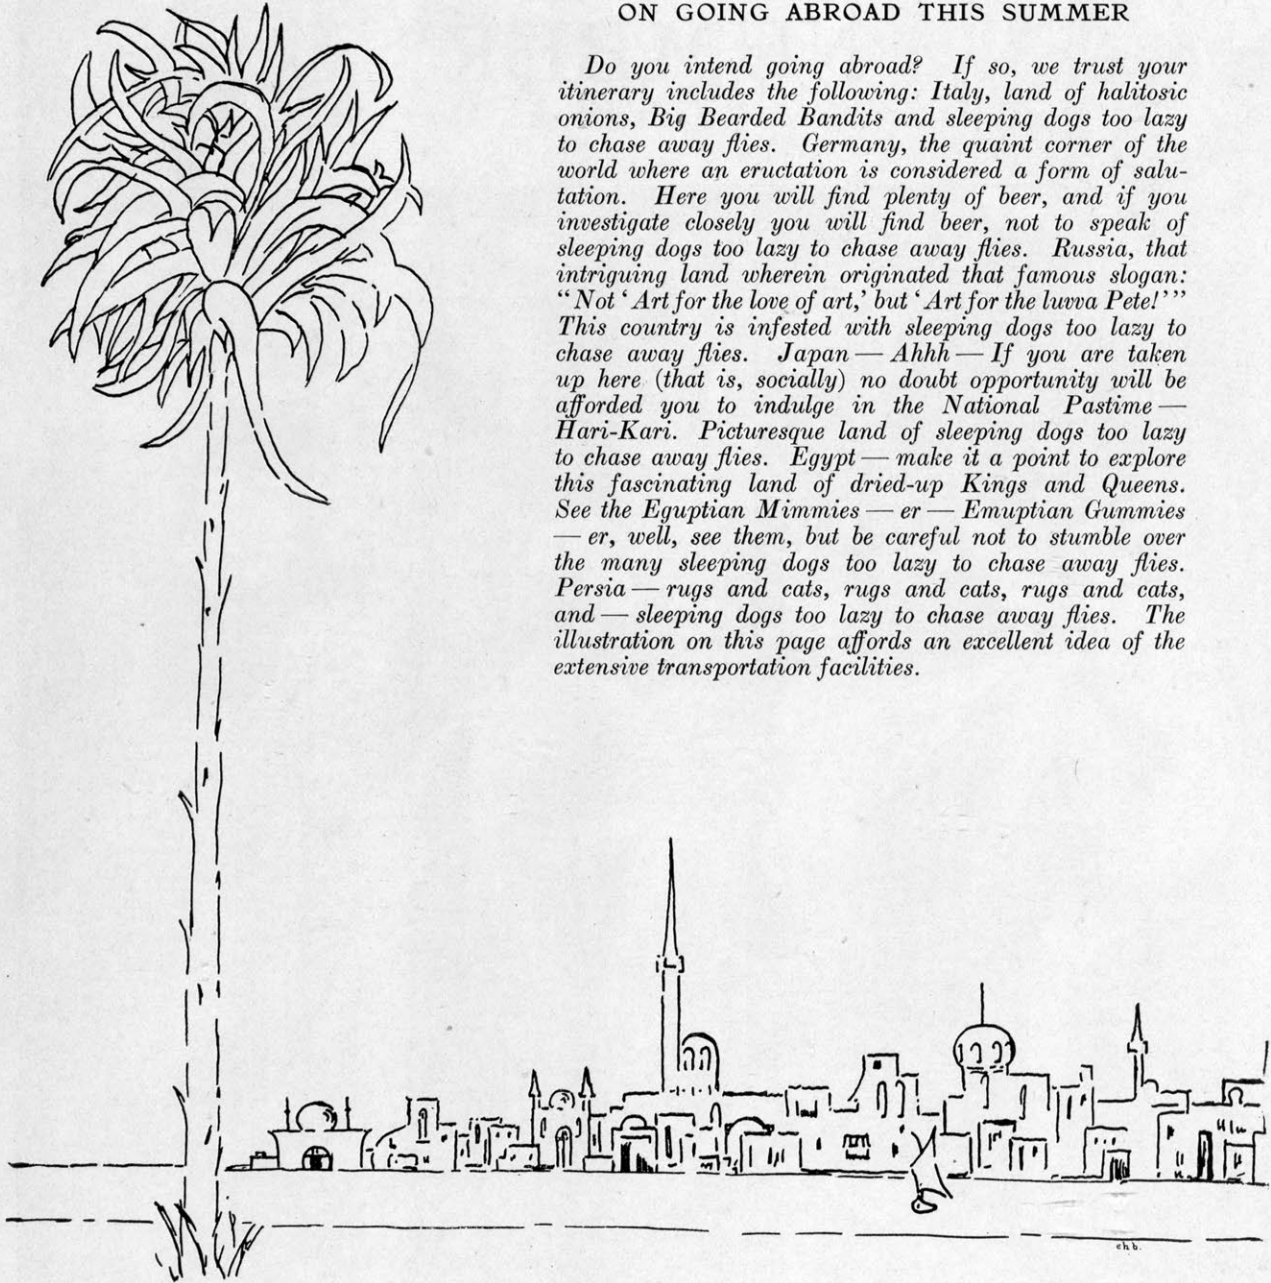 ON GOING ABROAD THIS SUMMER
Do you intend going abroad? If so, we trust your
itinerary includes the following: Italy, land of halitosic
onions, Big Bearded Bandits and sleeping dogs too lazy
to chase away flies. Germany, the quaint corner of the
world where an eructation is considered a form of salu-
tation. Here you will find plenty of beer, and if you
investigate closely you will find beer, not to speak of
sleeping dogs too lazy to chase away flies. Russia, that
intriguing land wherein originated that famous slogan:
“Not ‘Art for the love of art,’ but ‘Art for the luvva Pete!’”
This country is infested with sleeping dogs too lazy to
chase away flies. Japan — Ahhh — If you are taken
up here (that is, socially) no doubt opportunity will be
afforded you to indulge in the National Pastime —
Hari-Kari. Picturesque land of sleeping dogs too lazy
to chase away flies. Egypt — make it a point to explore
this fascinating land of dried-up Kings and Queens.
See the Eguptian Mimmies — er — Emuptian Gummies
— er, well, see them, but be careful not to stumble over
the many sleeping dogs too lazy to chase away flies.
Persia — rugs and cats, rugs and cats, rugs and cats,
and — sleeping dogs too lazy to chase away flies. The
illustration on this page affords an excellent idea of the
extensive transportation facilities.
ehb.